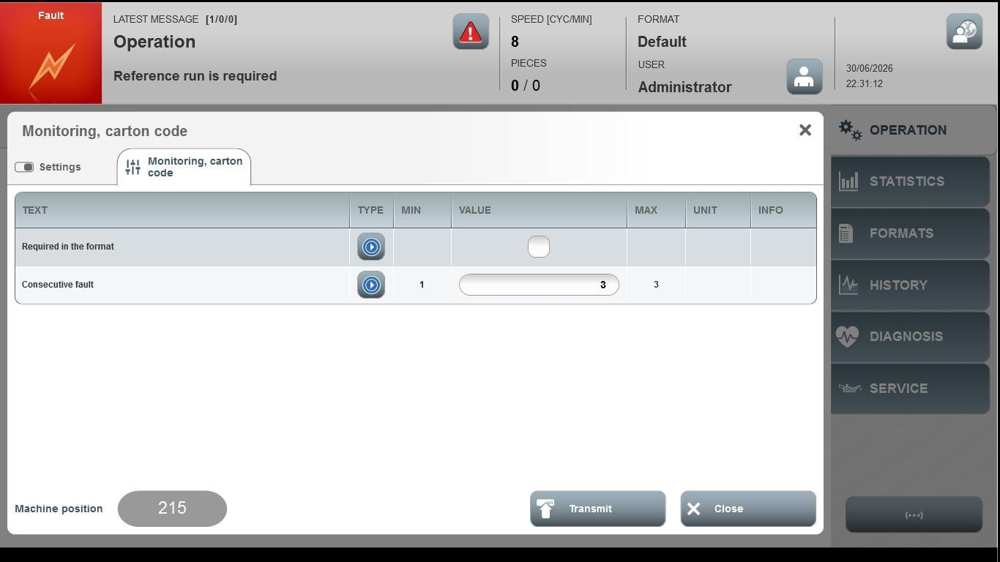 Fault
LATEST MESSAGE [1/0/0]
Operation
Reference run is required
SPEED [CYC/MIN]
8
PIECES
0 / 0
FORMAT
Default
USER
Administrator
30/06/2026
22:31:12
Monitoring, carton code
Settings
Monitoring, carton
code
TEXT TYPE MIN VALUE MAX UNIT INFO
Required in the format
Consecutive fault 1 3 3
Machine position 215
Transmit
Close
OPERATION
STATISTICS
FORMATS
HISTORY
DIAGNOSIS
SERVICE
(•••)